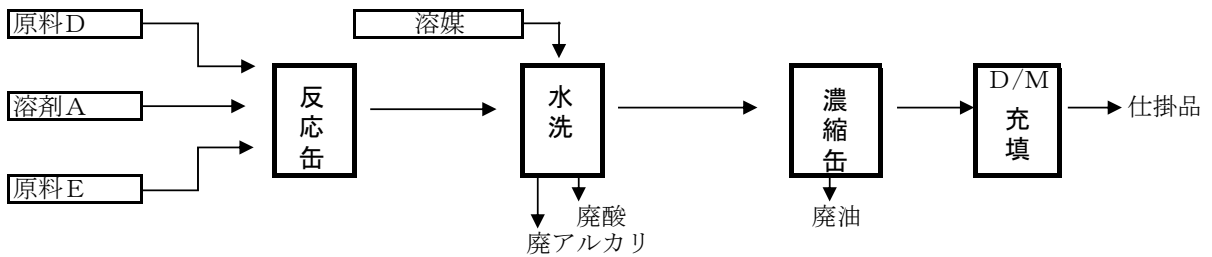 原料D
溶媒
溶剤A
原料E
反応缶
水洗
濃縮缶
D/M
充填
仕掛品
廃酸
廃アルカリ
廃油